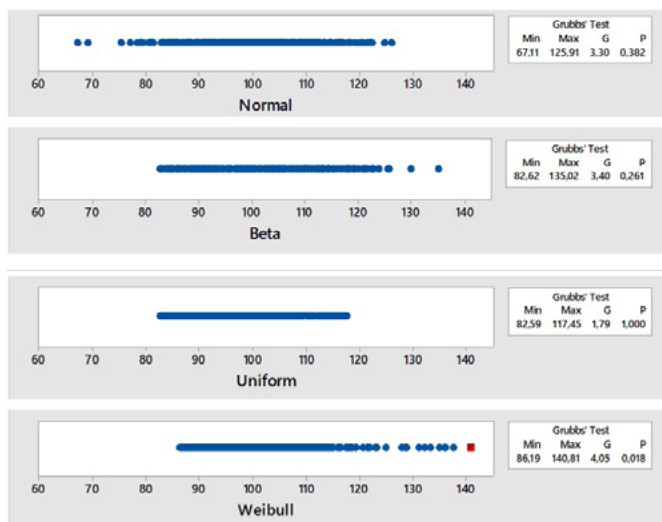 Grubbs' Test
Min Max G P
67,11 125,91 3,30 0,382
60 70 80 90 100 110 120 130 140
Normal
Grubbs' Test
Min Max G P
82,62 135,02 3,40 0,261
60 70 80 90 100 110 120 130 140
Beta
Grubbs' Test
Min Max G P
82,59 117,45 1,79 1,000
60 70 80 90 100 110 120 130 140
Uniform
Grubbs' Test
Min Max G P
86,19 140,81 4,05 0,018
60 70 80 90 100 110 120 130 140
Weibull